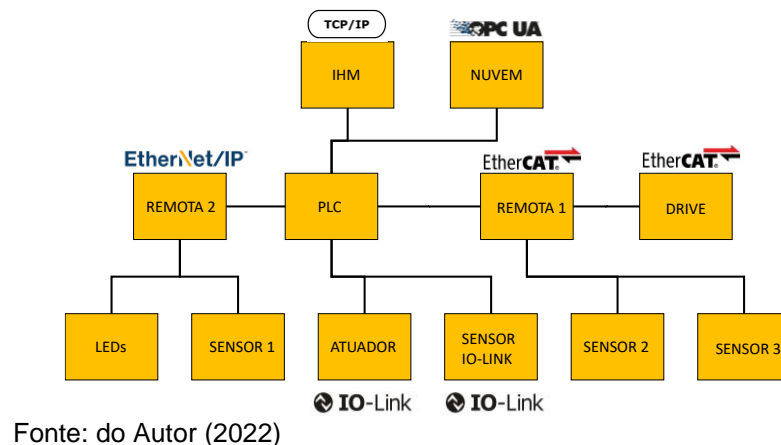 TCP/IP
OPC UA
IHM
NUVEM
EtherNet/IP
EtherCAT
EtherCAT
REMOTA 2
PLC
REMOTA 1
DRIVE
LEDs
SENSOR 1
ATUADOR
SENSOR
IO-LINK
SENSOR 2
SENSOR 3
IO-Link
IO-Link
Fonte: do Autor (2022)